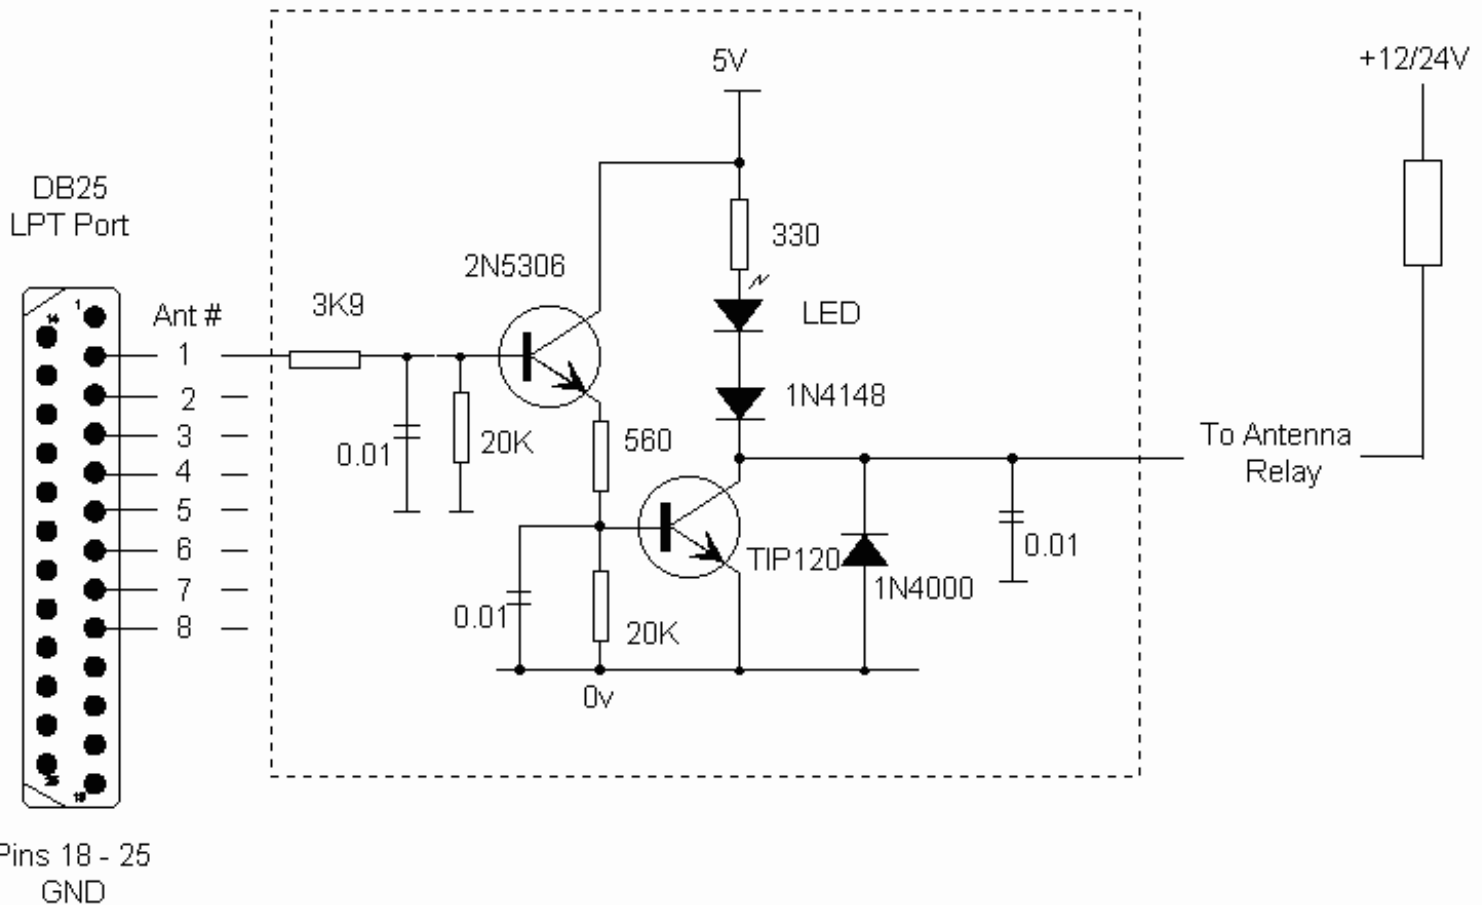 5V
+12/24V
DB25
LPT Port
2N5306
330
3K9
LED
Ant #
1
14
1
2
3
4
5
6
7
8
1N4148
0.01
20K
560
To Antenna
Relay
TIP120
0.01
1N4000
0.01
20K
0v
Pins 18 - 25
GND